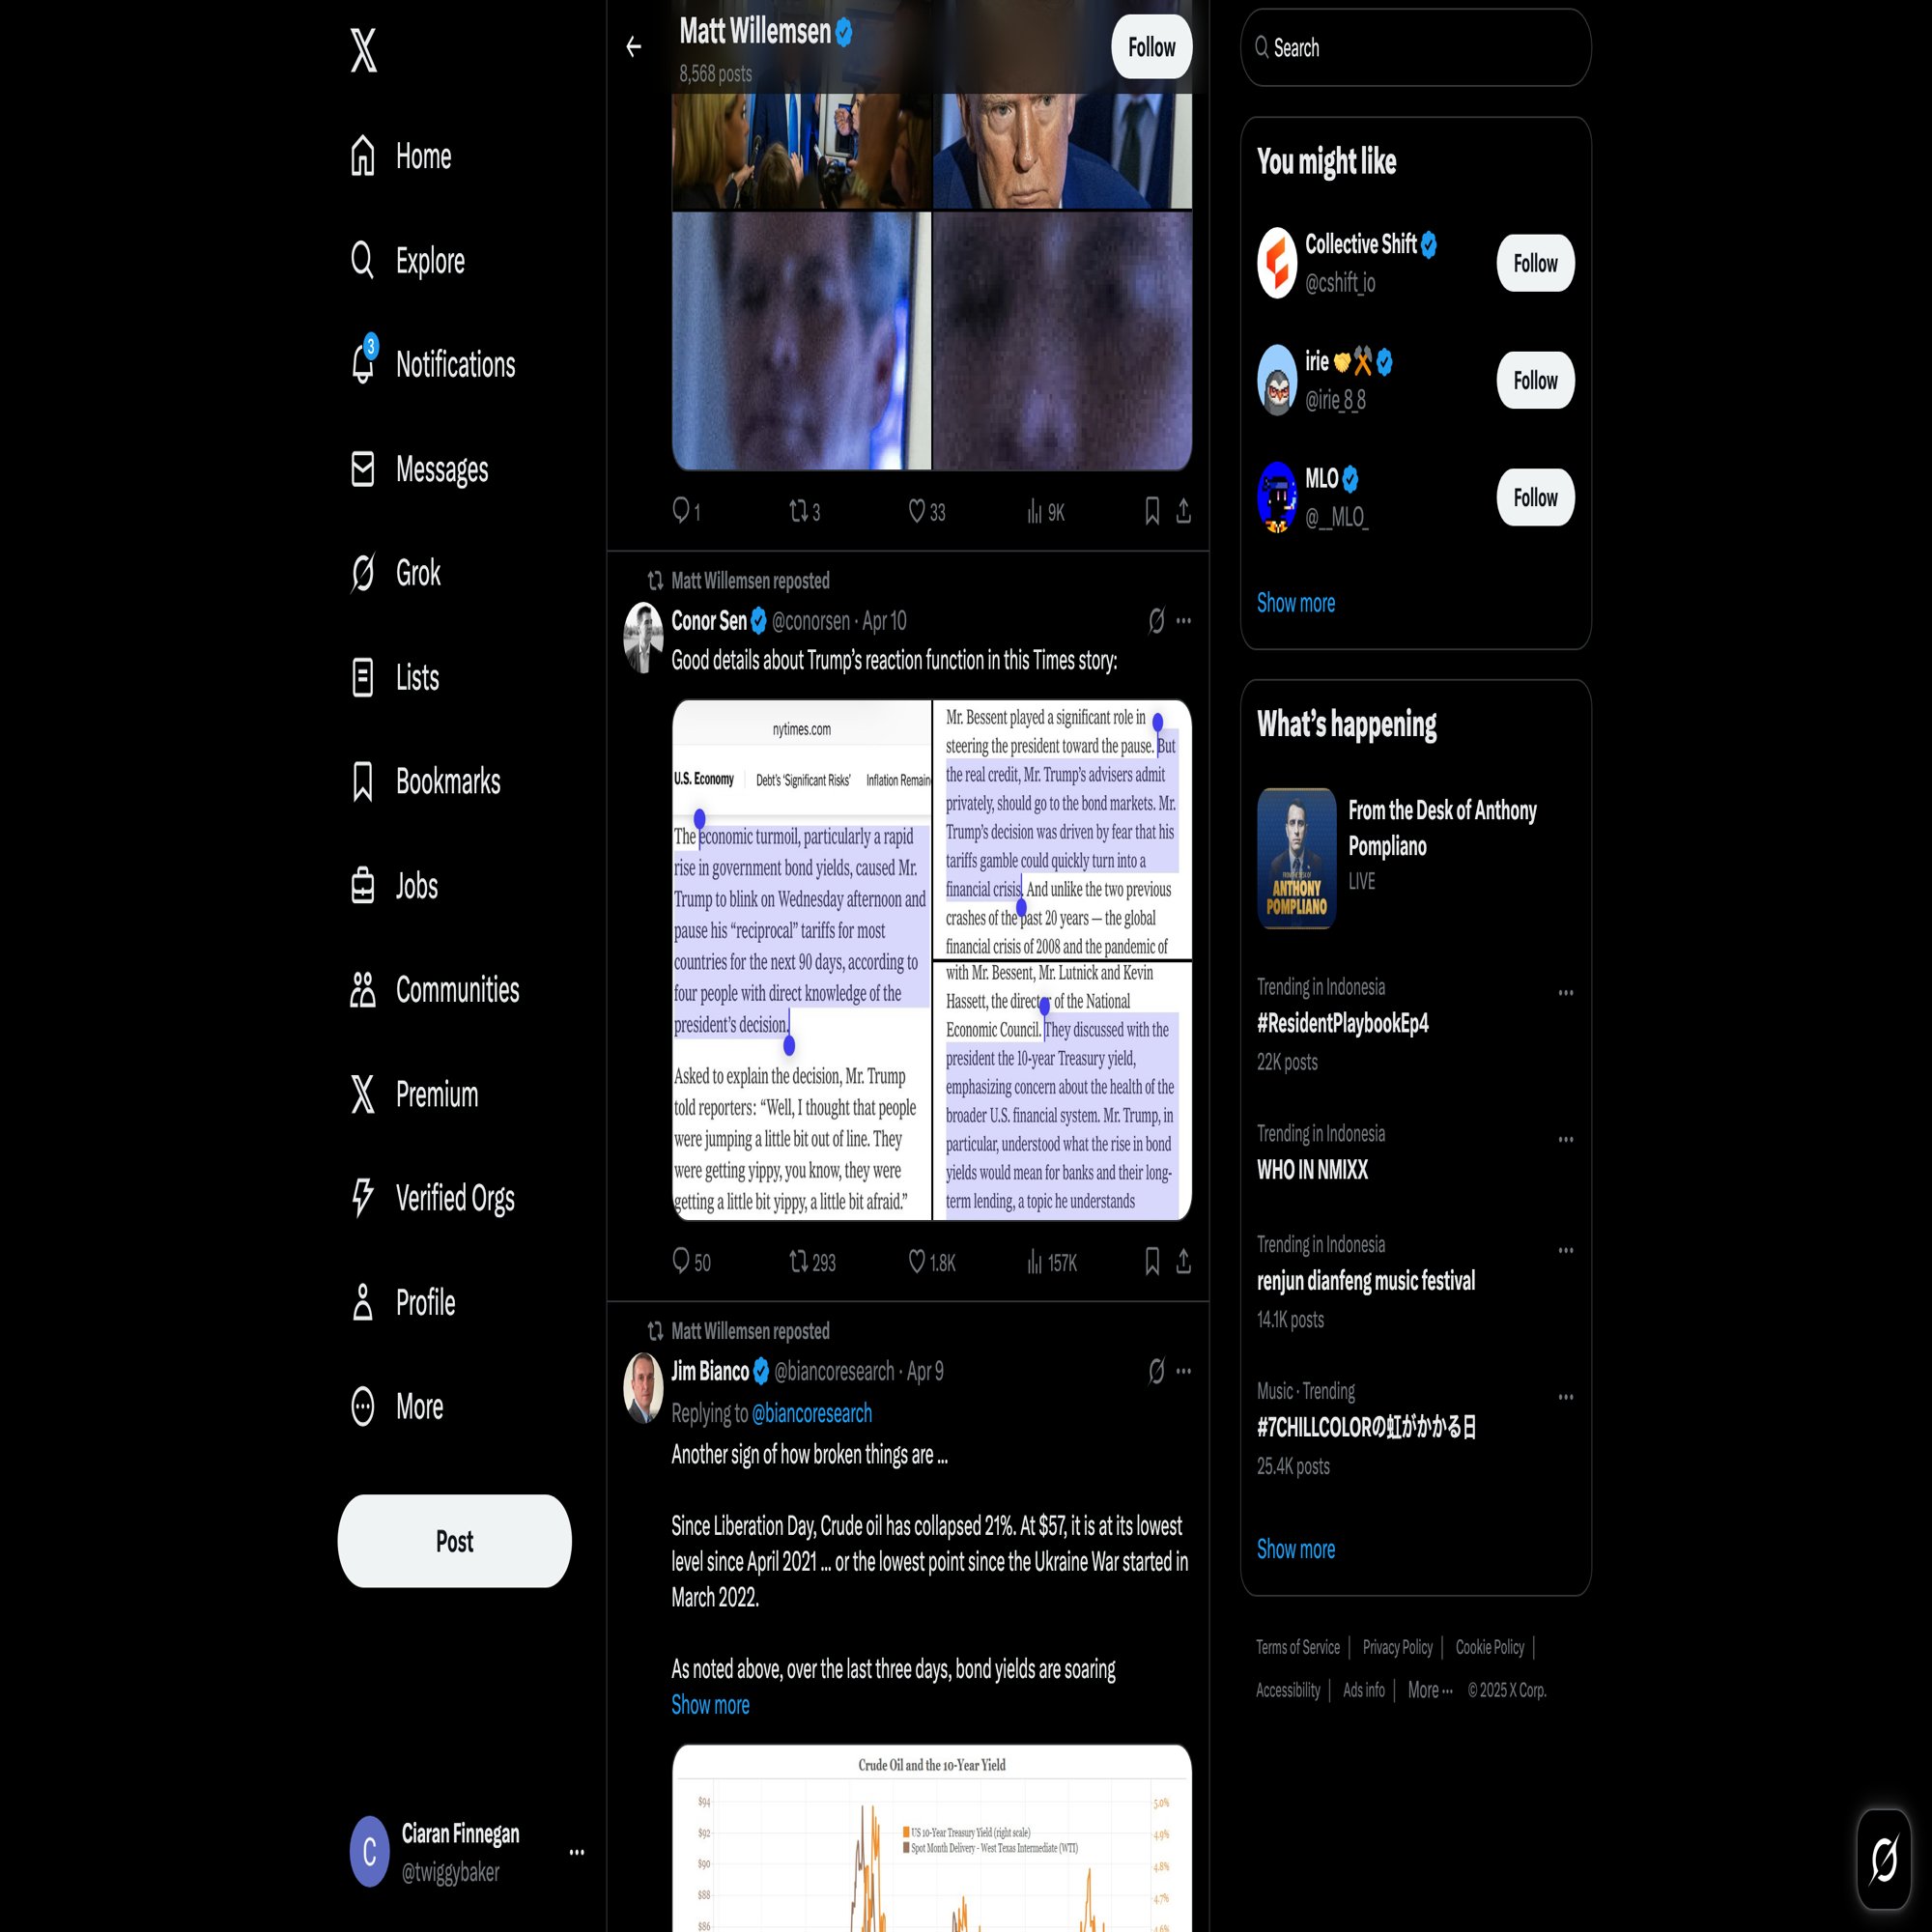 Home
Explore
3
Notifications
Messages
Grok
Lists
Bookmarks
Jobs
Communities
Premium
Verified Orgs
Profile
More
Post
C
Ciaran Finnegan
@twiggybaker
Matt Willemsen
8,568 posts
Follow
1
3
33
9K
Matt Willemsen reposted
Conor Sen @conorsen · Apr 10
Good details about Trump’s reaction function in this Times story:
nytimes.com
U.S. Economy Debt’s ‘Significant Risks’ Inflation Remain
The economic turmoil, particularly a rapid
rise in government bond yields, caused Mr.
Trump to blink on Wednesday afternoon and
pause his “reciprocal” tariffs for most
countries for the next 90 days, according to
four people with direct knowledge of the
president’s decision.
Asked to explain the decision, Mr. Trump
told reporters: “Well, I thought that people
were jumping a little bit out of line. They
were getting yippy, you know, they were
getting a little bit yippy, a little bit afraid.”
Mr. Bessent played a significant role in
steering the president toward the pause. But
the real credit, Mr. Trump’s advisers admit
privately, should go to the bond markets. Mr.
Trump’s decision was driven by fear that his
tariffs gamble could quickly turn into a
financial crisis. And unlike the two previous
crashes of the past 20 years — the global
financial crisis of 2008 and the pandemic of
with Mr. Bessent, Mr. Lutnick and Kevin
Hassett, the director of the National
Economic Council. They discussed with the
president the 10-year Treasury yield,
emphasizing concern about the health of the
broader U.S. financial system. Mr. Trump, in
particular, understood what the rise in bond
yields would mean for banks and their long-
term lending, a topic he understands
50
293
1.8K
157K
Matt Willemsen reposted
Jim Bianco @biancoresearch · Apr 9
Replying to @biancoresearch
Another sign of how broken things are ...
Since Liberation Day, Crude oil has collapsed 21%. At $57, it is at its lowest
level since April 2021 ... or the lowest point since the Ukraine War started in
March 2022.
As noted above, over the last three days, bond yields are soaring
Show more
Crude Oil and the 10-Year Yield
US 10-Year Treasury Yield (right scale)
Spot Month Delivery - West Texas Intermediate (WTI)
$94
$92
$90
$88
$86
5.0%
4.9%
4.8%
4.7%
4.6%
Search
You might like
Collective Shift
@cshift_io
Follow
irie
@irie_8_8
Follow
MLO
@__MLO_
Follow
Show more
What’s happening
FROM THE DESK OF
ANTHONY
POMPLIANO
From the Desk of Anthony
Pompliano
LIVE
Trending in Indonesia
#ResidentPlaybookEp4
22K posts
Trending in Indonesia
WHO IN NMIXX
Trending in Indonesia
renjun dianfeng music festival
14.1K posts
Music · Trending
#7CHILLCOLORの虹がかかる日
25.4K posts
Show more
Terms of Service | Privacy Policy | Cookie Policy |
Accessibility | Ads info | More ··· © 2025 X Corp.